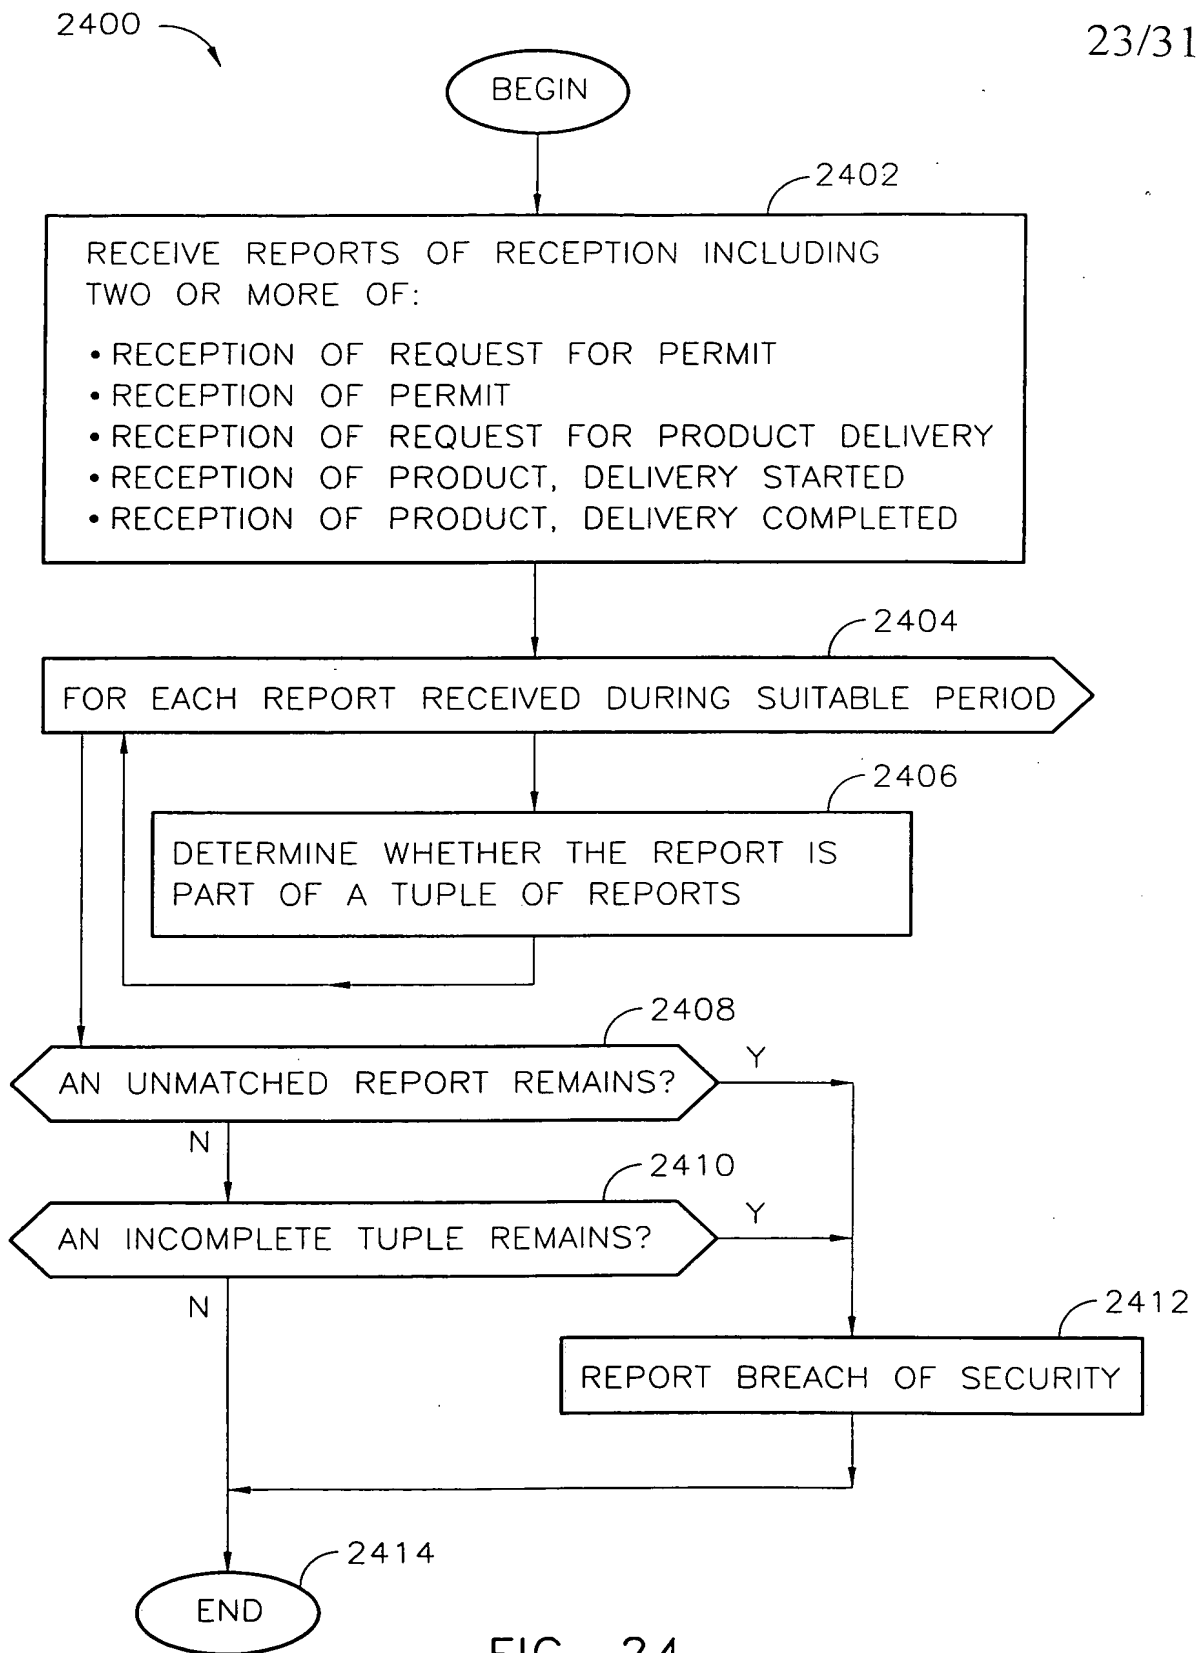 2400
23/31
BEGIN
2402
RECEIVE REPORTS OF RECEPTION INCLUDING
TWO OR MORE OF:
• RECEPTION OF REQUEST FOR PERMIT
• RECEPTION OF PERMIT
• RECEPTION OF REQUEST FOR PRODUCT DELIVERY
• RECEPTION OF PRODUCT, DELIVERY STARTED
• RECEPTION OF PRODUCT, DELIVERY COMPLETED
2404
FOR EACH REPORT RECEIVED DURING SUITABLE PERIOD
2406
DETERMINE WHETHER THE REPORT IS
PART OF A TUPLE OF REPORTS
2408
AN UNMATCHED REPORT REMAINS?
Y
N
2410
AN INCOMPLETE TUPLE REMAINS?
Y
N
2412
REPORT BREACH OF SECURITY
2414
END
FIG. 24